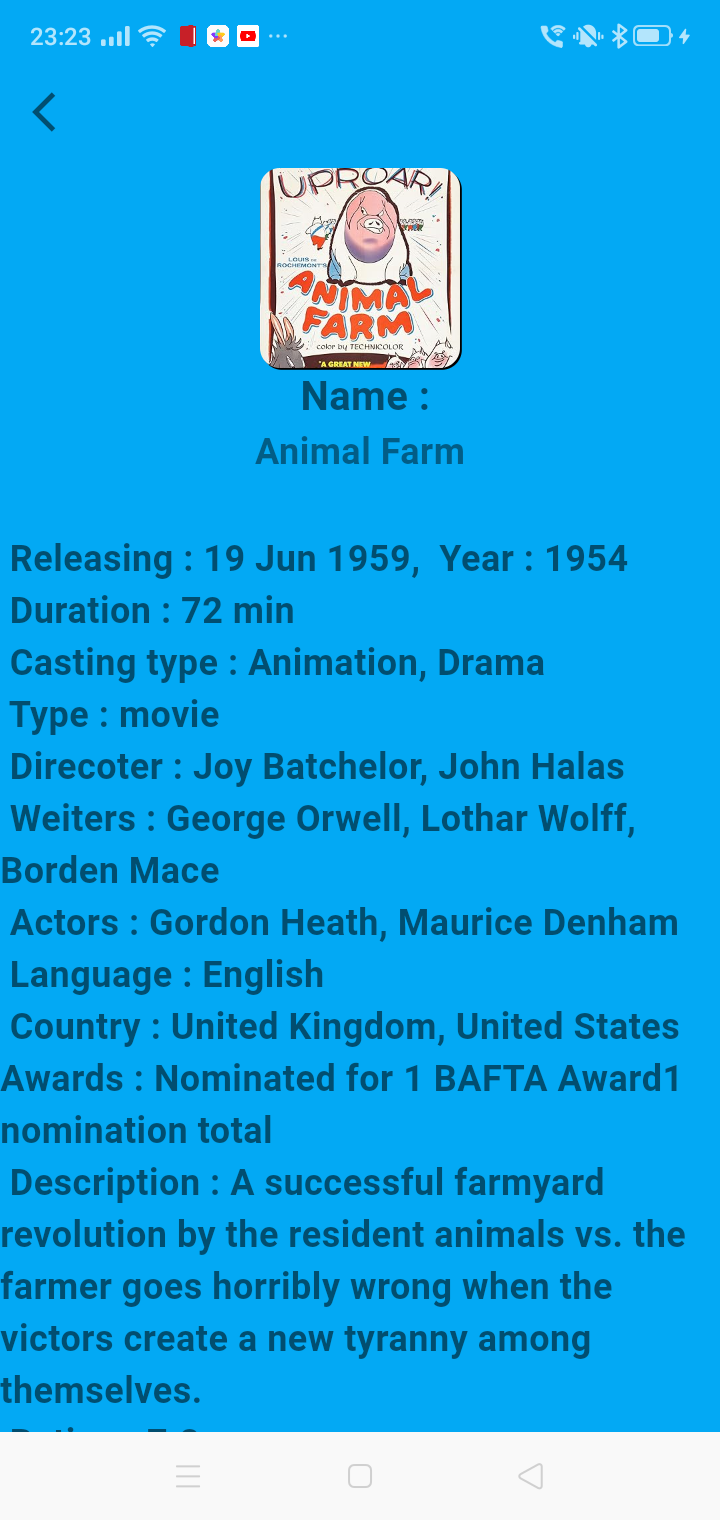 23:23
UPROAR!
LOUIS DE
ROCHEMONT'S
ANIMAL
FARM
color by TECHNICOLOR
"A GREAT NEW
Name :
Animal Farm
Releasing : 19 Jun 1959,  Year : 1954
Duration : 72 min
Casting type : Animation, Drama
Type : movie
Direcoter : Joy Batchelor, John Halas
Weiters : George Orwell, Lothar Wolff,
Borden Mace
Actors : Gordon Heath, Maurice Denham
Language : English
Country : United Kingdom, United States
Awards : Nominated for 1 BAFTA Award1
nomination total
Description : A successful farmyard
revolution by the resident animals vs. the
farmer goes horribly wrong when the
victors create a new tyranny among
themselves.